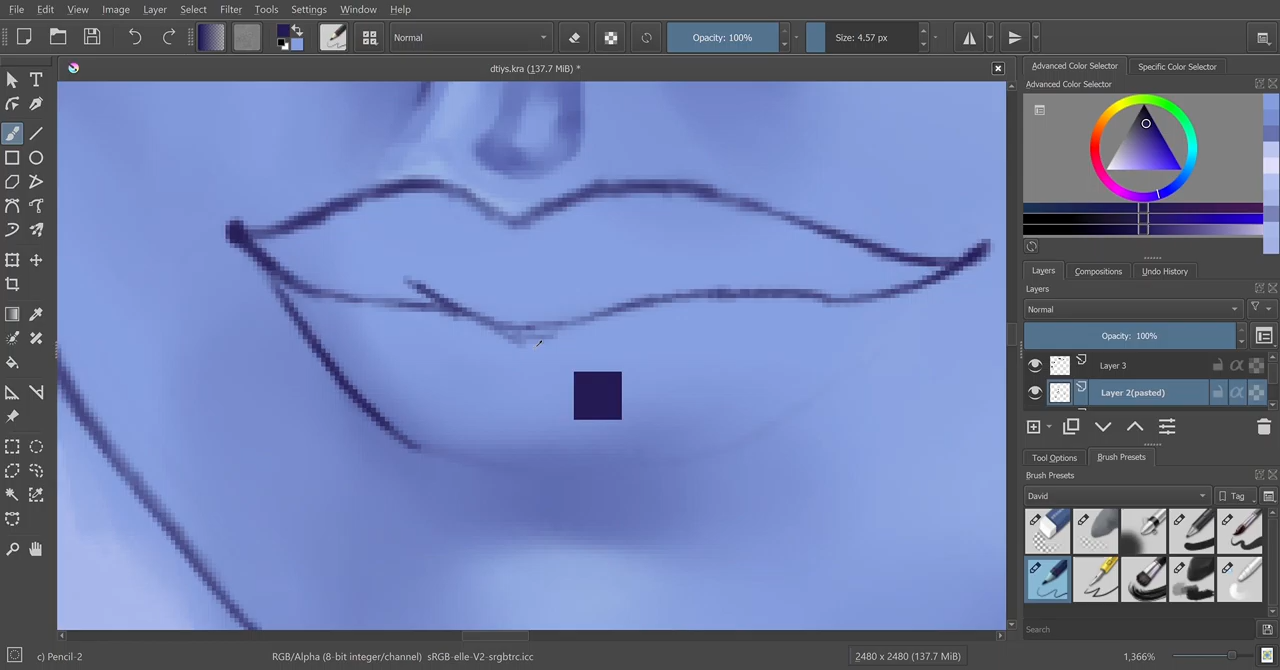 File Edit View Image Layer Select Filter Tools Settings Window Help
Normal Opacity: 100% Size: 4.57 px
dtiys.kra (137.7 MiB) *
Advanced Color Selector Specific Color Selector
Advanced Color Selector
Layers Compositions Undo History
Layers
Normal
Opacity: 100%
Layer 3
Layer 2(pasted)
Tool Options Brush Presets
Brush Presets
David Tag
Search
c) Pencil-2 RGB/Alpha (8-bit integer/channel) sRGB-elle-V2-srgbtrc.icc 2480 x 2480 (137.7 MiB) 1,366%